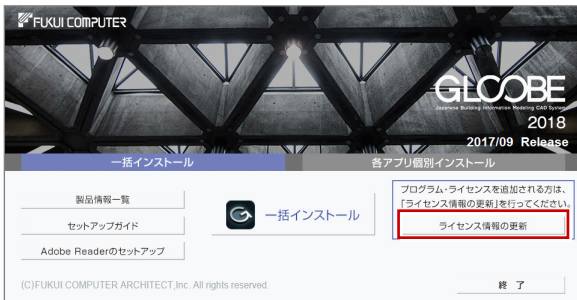 FUKUI COMPUTER
GLOOBE
Japanese Building Information Modeling CAD System
2018
2017/09 Release
一括インストール
各アプリ個別インストール
製品情報一覧
セットアップガイド
Adobe Readerのセットアップ
一括インストール
プログラム・ライセンスを追加される方は、
「ライセンス情報の更新」を行ってください。
ライセンス情報の更新
(C)FUKUI COMPUTER ARCHITECT,Inc. All rights reserved.
終 了